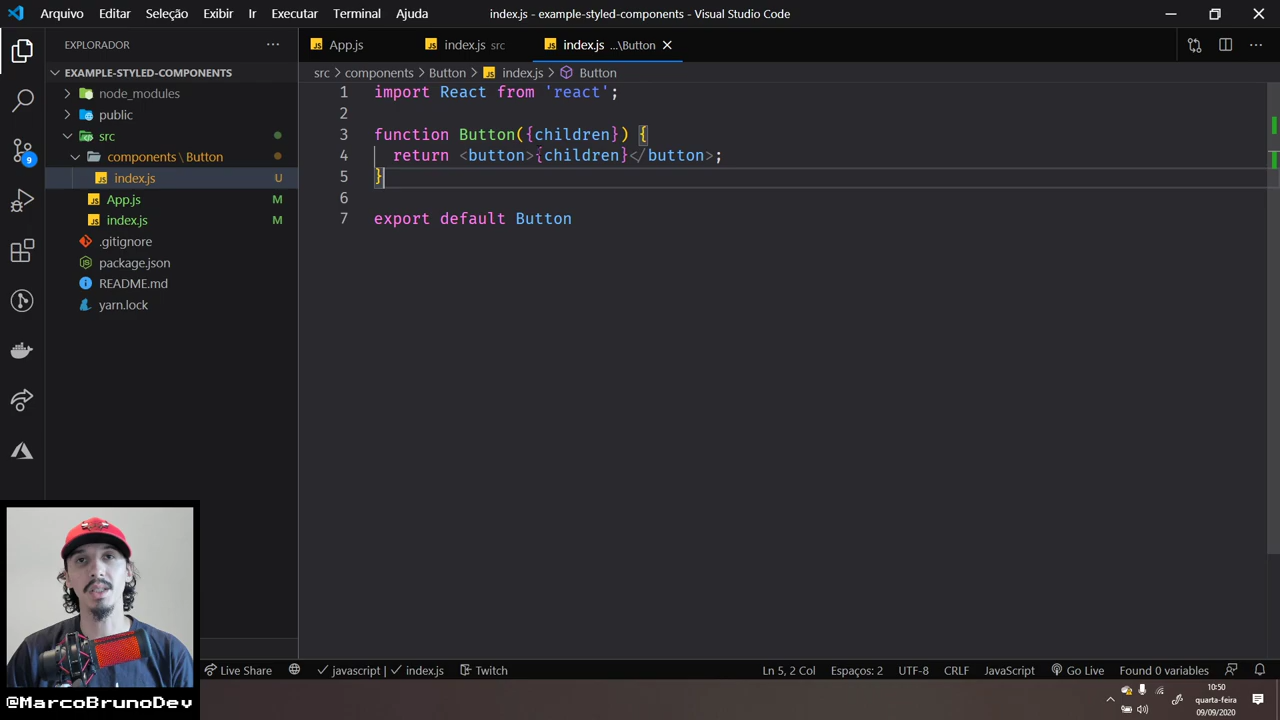 Arquivo Editar Seleção Exibir Ir Executar Terminal Ajuda index.js - example-styled-components - Visual Studio Code
EXPLORADOR
App.js
index.js src
index.js ...\Button
EXAMPLE-STYLED-COMPONENTS
node_modules
public
src
components \ Button
index.js U
App.js M
index.js M
.gitignore
package.json
README.md
yarn.lock
9
src > components > Button > index.js > Button
1 import React from 'react';
2
3 function Button({children}) {
4 return <button>{children}</button>;
5 }
6
7 export default Button
Live Share javascript | index.js Twitch Ln 5, 2 Col Espaços: 2 UTF-8 CRLF JavaScript Go Live Found 0 variables
@MarcoBrunoDev
10:50
quarta-feira
09/09/2020